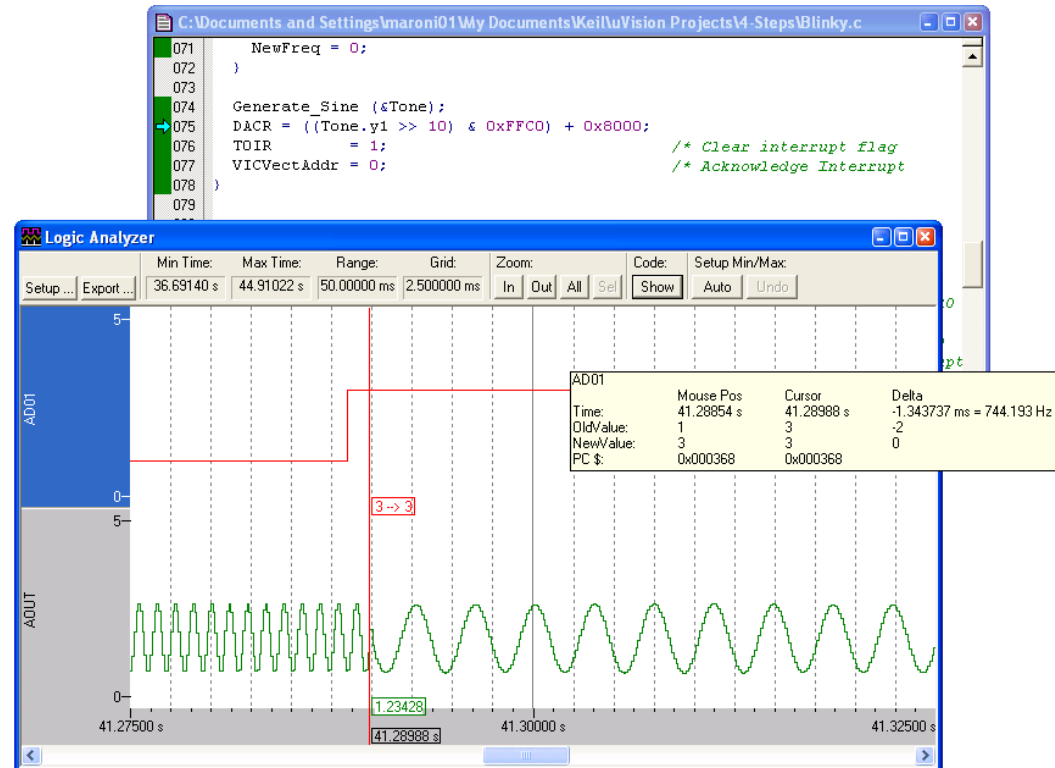 C:\Documents and Settings\maroni01\My Documents\Keil\uVision Projects\4-Steps\Blinky.c
071 NewFreq = 0;
072 }
073
074 Generate_Sine (&Tone);
075 DACR = ((Tone.y1 >> 10) & 0xFFC0) + 0x8000;
076 T0IR = 1; /* Clear interrupt flag
077 VICVectAddr = 0; /* Acknowledge Interrupt
078 }
079
Logic Analyzer
Min Time: Max Time: Range: Grid: Zoom: Code: Setup Min/Max:
Setup ... Export ... 36.69140 s 44.91022 s 50.00000 ms 2.500000 ms In Out All Sel Show Auto Undo
5
AD01
0
AD01
Mouse Pos Cursor Delta
Time: 41.28854 s 41.28988 s -1.343737 ms = 744.193 Hz
OldValue: 1 3 -2
NewValue: 3 3 0
PC $: 0x000368 0x000368
3 --> 3
5
AOUT
0
1.23428
41.27500 s 41.30000 s 41.32500 s
41.28988 s